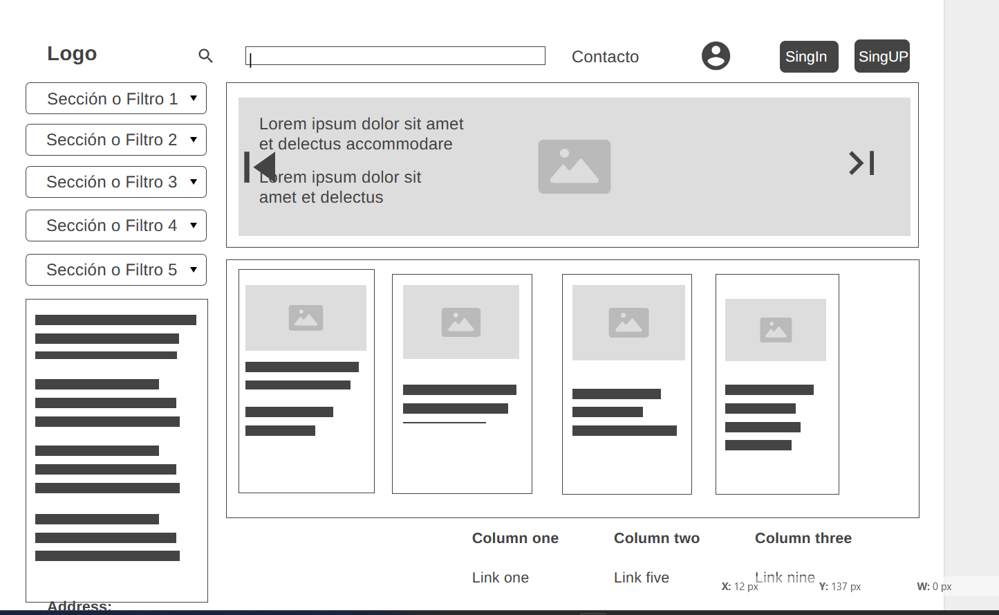 Logo
Contacto
SingIn
SingUP
Sección o Filtro 1
Sección o Filtro 2
Sección o Filtro 3
Sección o Filtro 4
Sección o Filtro 5
Lorem ipsum dolor sit amet
et delectus accommodare
Lorem ipsum dolor sit
amet et delectus
Column one
Column two
Column three
Link one
Link five
Link nine
X: 12 px
Y: 137 px
W: 0 px
Address: